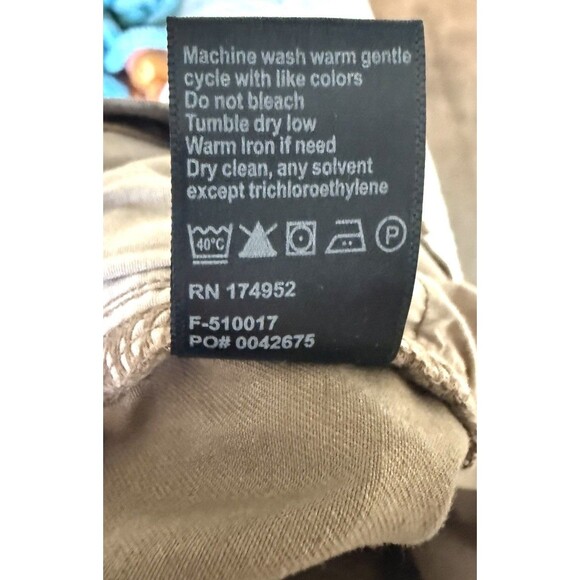 Machine wash warm gentle
cycle with like colors
Do not bleach
Tumble dry low
Warm Iron if need
Dry clean, any solvent
except trichloroethylene
40°C P
RN 174952
F-510017
PO# 0042675